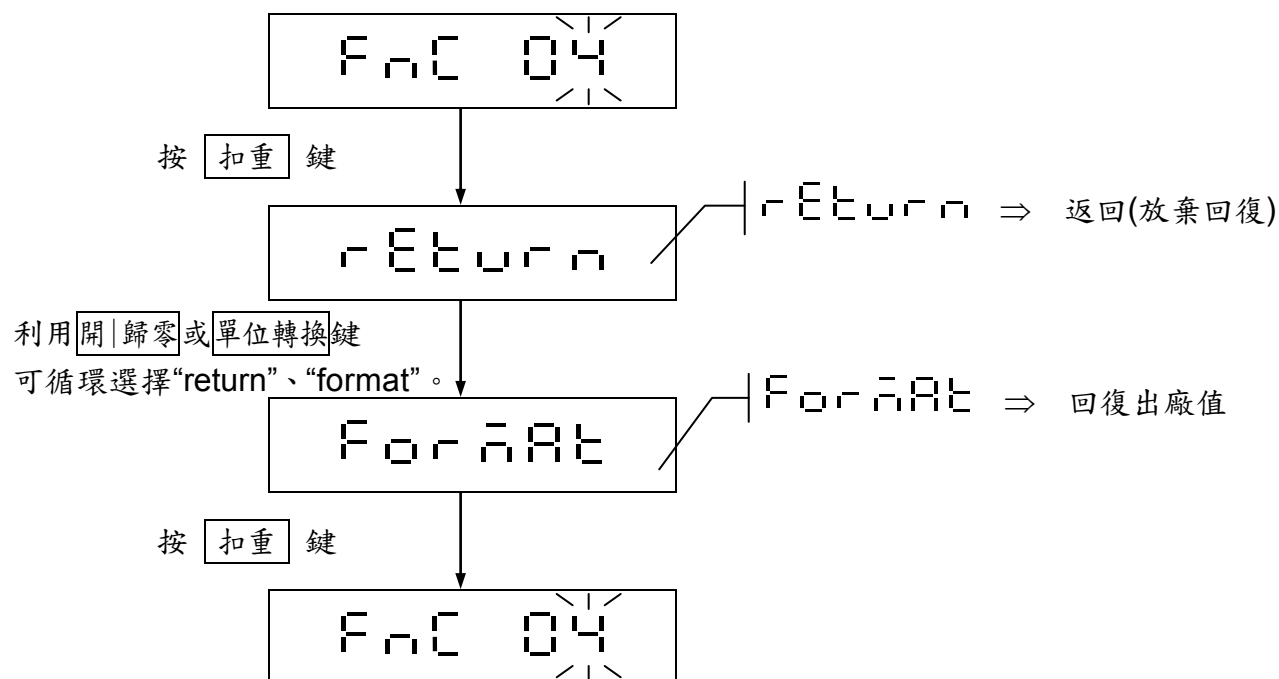 FnC 04
按 扣重 鍵
rEturn
rEturn ⇒ 返回(放棄回復)
利用開|歸零或單位轉換鍵
可循環選擇“return”、“format”。
FormAt
FormAt ⇒ 回復出廠值
按 扣重 鍵
FnC 04